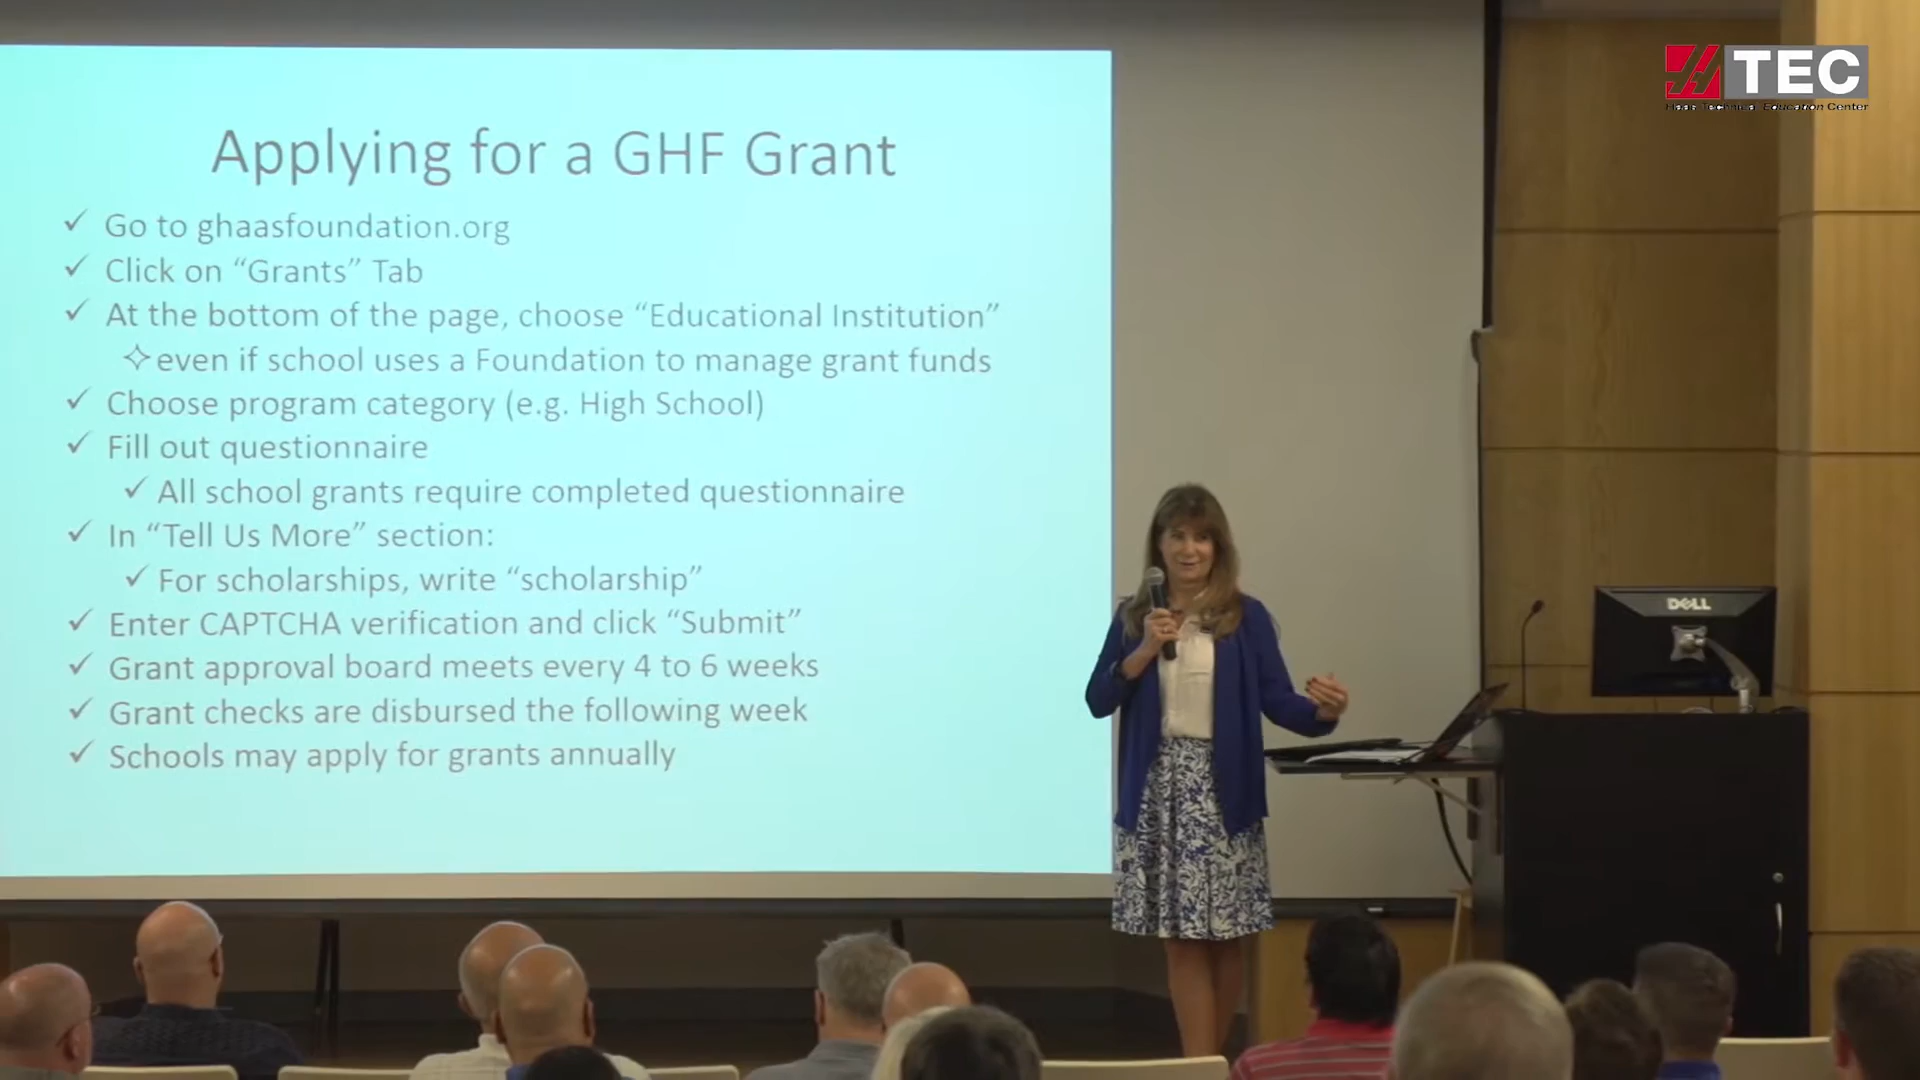 TEC
Haas Technical Education Center
Applying for a GHF Grant
✓ Go to ghaasfoundation.org
✓ Click on “Grants” Tab
✓ At the bottom of the page, choose “Educational Institution”
✧ even if school uses a Foundation to manage grant funds
✓ Choose program category (e.g. High School)
✓ Fill out questionnaire
✓ All school grants require completed questionnaire
✓ In “Tell Us More” section:
✓ For scholarships, write “scholarship”
✓ Enter CAPTCHA verification and click “Submit”
✓ Grant approval board meets every 4 to 6 weeks
✓ Grant checks are disbursed the following week
✓ Schools may apply for grants annually
DELL